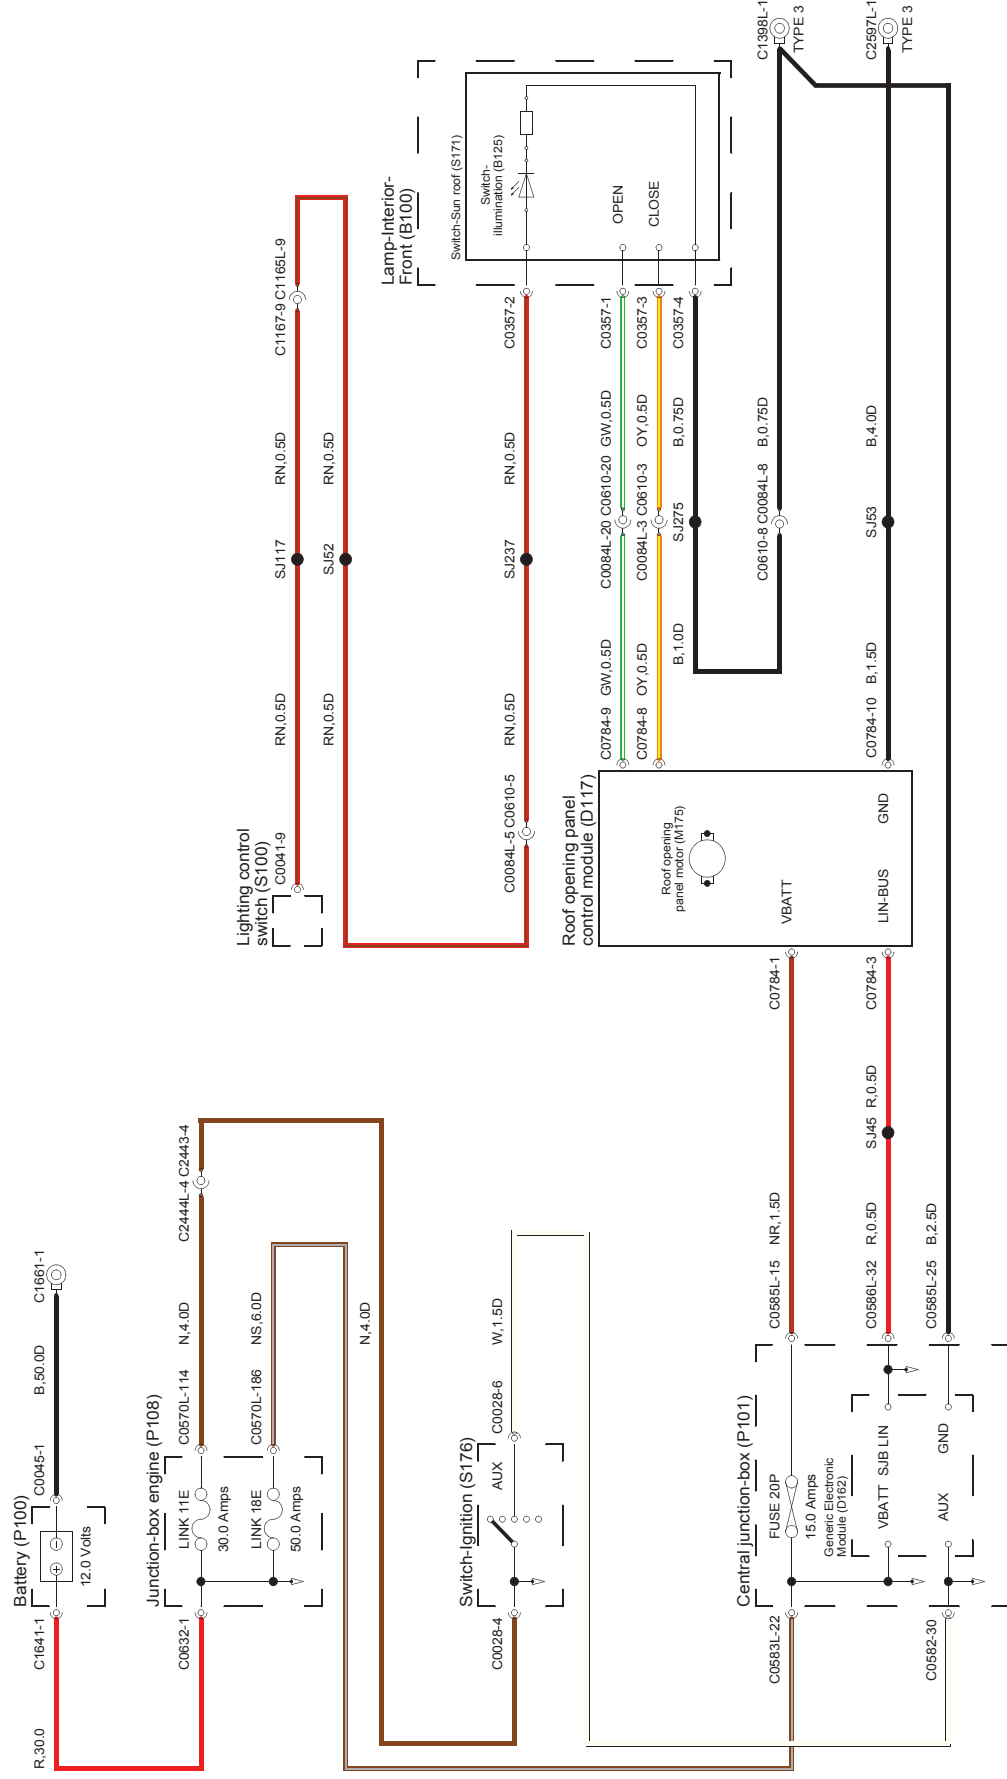 Battery (P100)
12.0 Volts
C1641-1
R,30.0
C0045-1
B,50.0D
C1661-1
Junction-box engine (P108)
LINK 11E
30.0 Amps
LINK 18E
50.0 Amps
C0632-1
C0570L-114
N,4.0D
C2444L-4
C2443-4
C0570L-186
NS,6.0D
N,4.0D
Switch-Ignition (S176)
AUX
C0028-4
C0028-6
W,1.5D
Central junction-box (P101)
FUSE 20P
15.0 Amps
Generic Electronic
Module (D162)
VBATT
SJB LIN
AUX
GND
C0583L-22
C0582-30
C0585L-15
NR,1.5D
C0784-1
C0586L-32
R,0.5D
SJ45
R,0.5D
C0784-3
C0585L-25
B,2.5D
Lighting control
switch (S100)
C0041-9
RN,0.5D
SJ117
RN,0.5D
C1167-9
C1165L-9
RN,0.5D
SJ52
RN,0.5D
C0084L-5
C0610-5
RN,0.5D
SJ237
RN,0.5D
C0357-2
Roof opening panel
control module (D117)
Roof opening
panel motor (M175)
VBATT
LIN-BUS
GND
C0784-9
GW,0.5D
C0084L-20
C0610-20
GW,0.5D
C0357-1
C0784-8
OY,0.5D
C0084L-3
C0610-3
OY,0.5D
C0357-3
B,1.0D
SJ275
B,0.75D
C0357-4
C0610-8
C0084L-8
B,0.75D
C1398L-1
TYPE 3
C0784-10
B,1.5D
SJ53
B,4.0D
C2597L-1
TYPE 3
Lamp-Interior-
Front (B100)
Switch-Sun roof (S171)
Switch-
illumination (B125)
OPEN
CLOSE